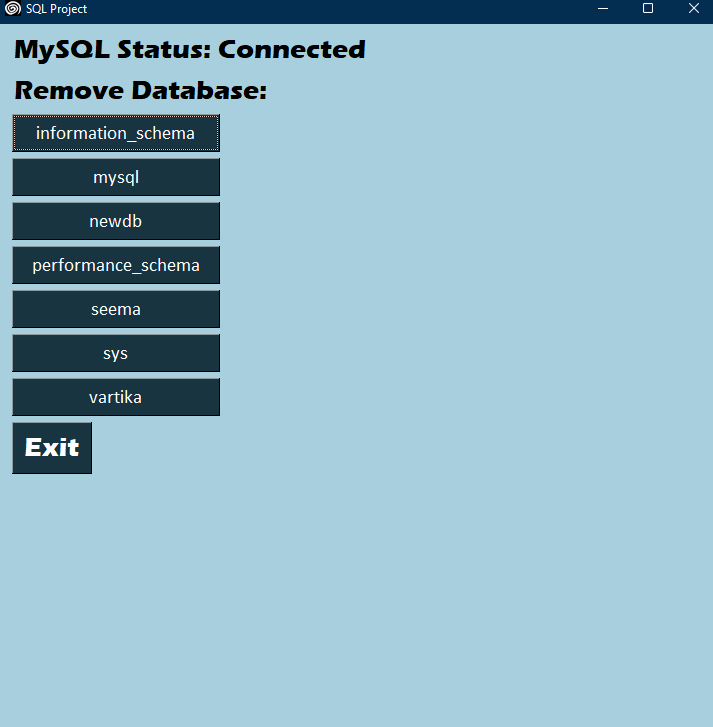 SQL Project
MySQL Status: Connected
Remove Database:
information_schema
mysql
newdb
performance_schema
seema
sys
vartika
Exit